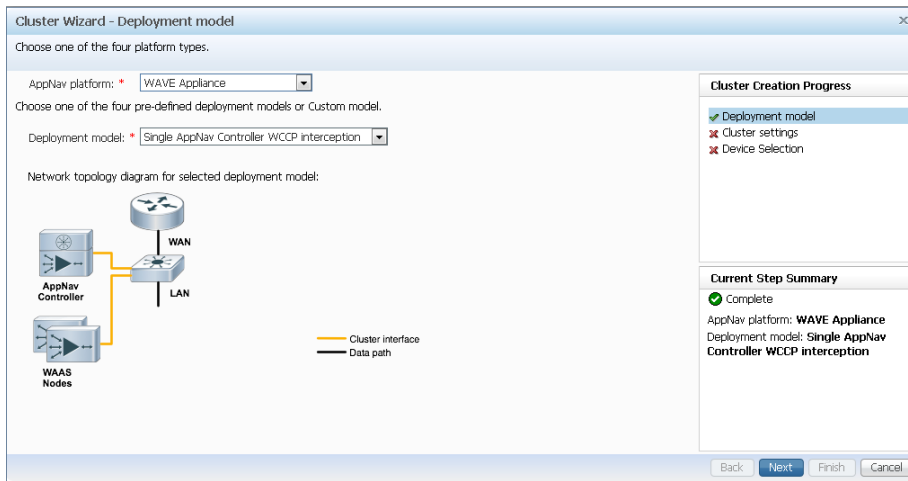 Cluster Wizard - Deployment model
Choose one of the four platform types.
AppNav platform: * WAVE Appliance
Choose one of the four pre-defined deployment models or Custom model.
Deployment model: * Single AppNav Controller WCCP interception
Network topology diagram for selected deployment model:
WAN
AppNav
Controller
LAN
WAAS
Nodes
Cluster interface
Data path
Cluster Creation Progress
Deployment model
Cluster settings
Device Selection
Current Step Summary
Complete
AppNav platform: WAVE Appliance
Deployment model: Single AppNav
Controller WCCP interception
Back Next Finish Cancel